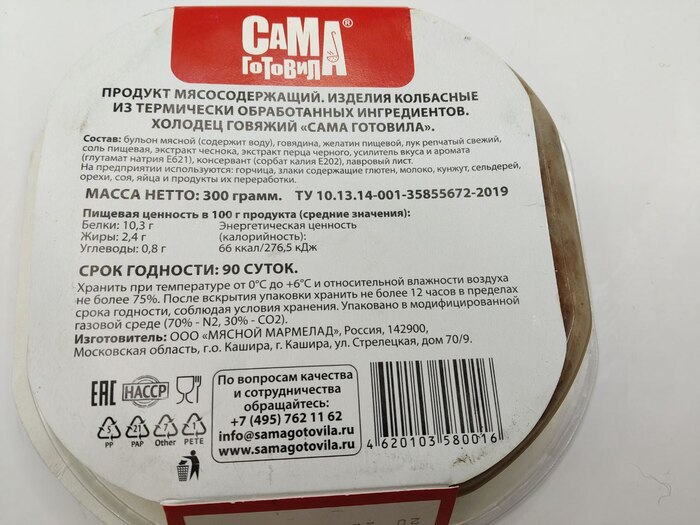 САМА
ГОТОВИЛА
ПРОДУКТ МЯСОСОДЕРЖАЩИЙ. ИЗДЕЛИЯ КОЛБАСНЫЕ
ИЗ ТЕРМИЧЕСКИ ОБРАБОТАННЫХ ИНГРЕДИЕНТОВ.
ХОЛОДЕЦ ГОВЯЖИЙ «САМА ГОТОВИЛА».
Состав: бульон мясной (содержит воду), говядина, желатин пищевой, лук репчатый свежий,
соль пищевая, экстракт чеснока, экстракт перца черного, усилитель вкуса и аромата
(глутамат натрия Е621), консервант (сорбат калия Е202), лавровый лист.
На предприятии используются: горчица, злаки содержащие глютен, молоко, кунжут, сельдерей,
орехи, соя, яйца и продукты их переработки.
МАССА НЕТТО: 300 грамм. ТУ 10.13.14-001-35855672-2019
Пищевая ценность в 100 г продукта (средние значения):
Белки: 10,3 г Энергетическая ценность
Жиры: 2,4 г (калорийность):
Углеводы: 0,8 г 66 ккал/276,5 кДж
СРОК ГОДНОСТИ: 90 СУТОК.
Хранить при температуре от 0°С до +6°С и относительной влажности воздуха
не более 75%. После вскрытия упаковки хранить не более 12 часов в пределах
срока годности, соблюдая условия хранения. Упаковано в модифицированной
газовой среде (70% - N2, 30% - CO2).
Изготовитель: ООО «МЯСНОЙ МАРМЕЛАД», Россия, 142900,
Московская область, г.о. Кашира, г. Кашира, ул. Стрелецкая, дом 70/9.
ЕАС HACCP
По вопросам качества
и сотрудничества
обращайтесь:
+7 (495) 762 11 62
info@samagotovila.ru
www.samagotovila.ru
5 21 7 1
PP PAP Other PETE
4 620103 580016